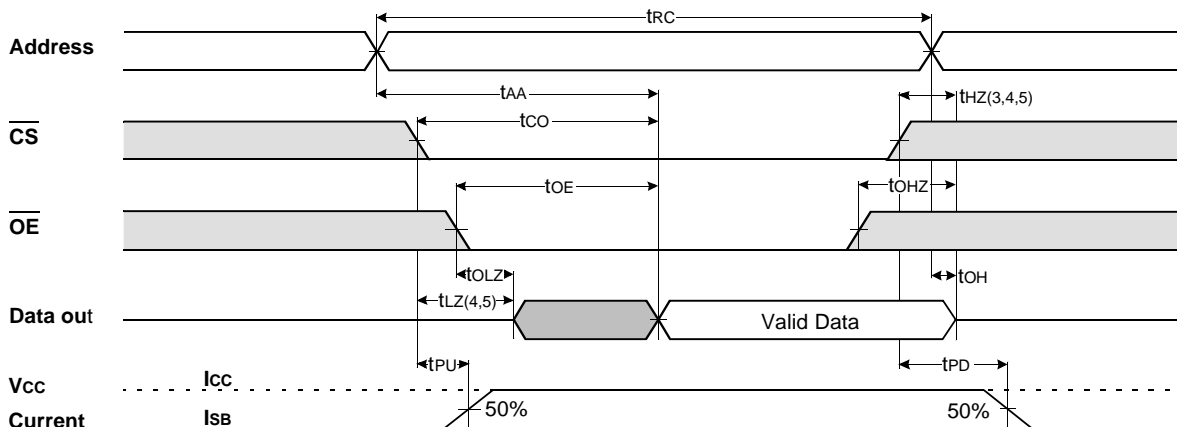 tRC
Address
tAA
tHZ(3,4,5)
CS
tCO
tOE
tOHZ
OE
tOLZ
tOH
tLZ(4,5)
Data out
Valid Data
tPU
tPD
VCC
ICC
50%
50%
Current
ISB